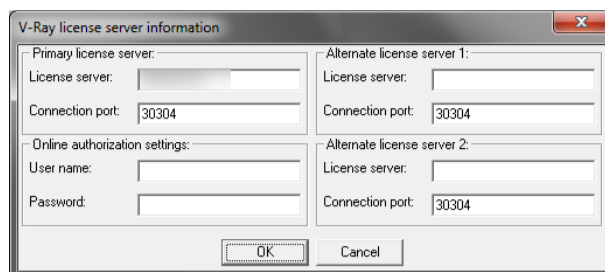 V-Ray license server information
Primary license server:
License server:
Connection port: 30304
Online authorization settings:
User name:
Password:
Alternate license server 1:
License server:
Connection port: 30304
Alternate license server 2:
License server:
Connection port: 30304
OK
Cancel